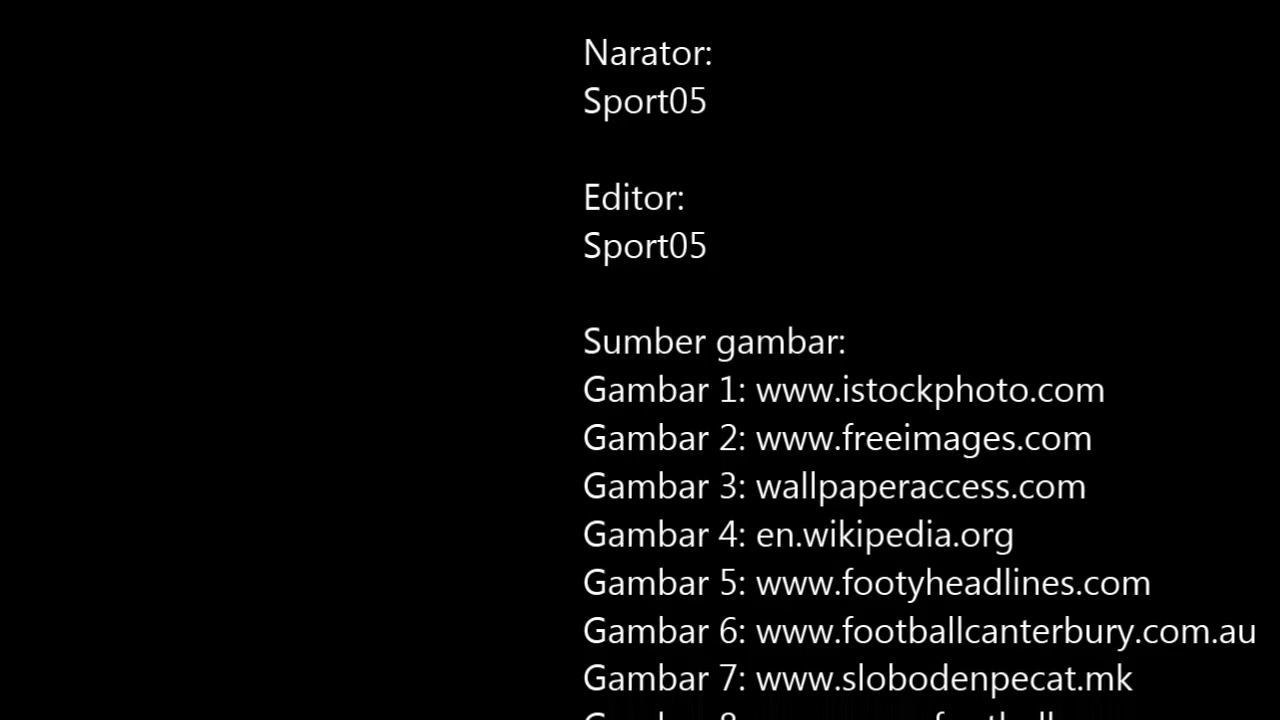 Narator:
Sport05
Editor:
Sport05
Sumber gambar:
Gambar 1: www.istockphoto.com
Gambar 2: www.freeimages.com
Gambar 3: wallpaperaccess.com
Gambar 4: en.wikipedia.org
Gambar 5: www.footyheadlines.com
Gambar 6: www.footballcanterbury.com.au
Gambar 7: www.slobodenpecat.mk